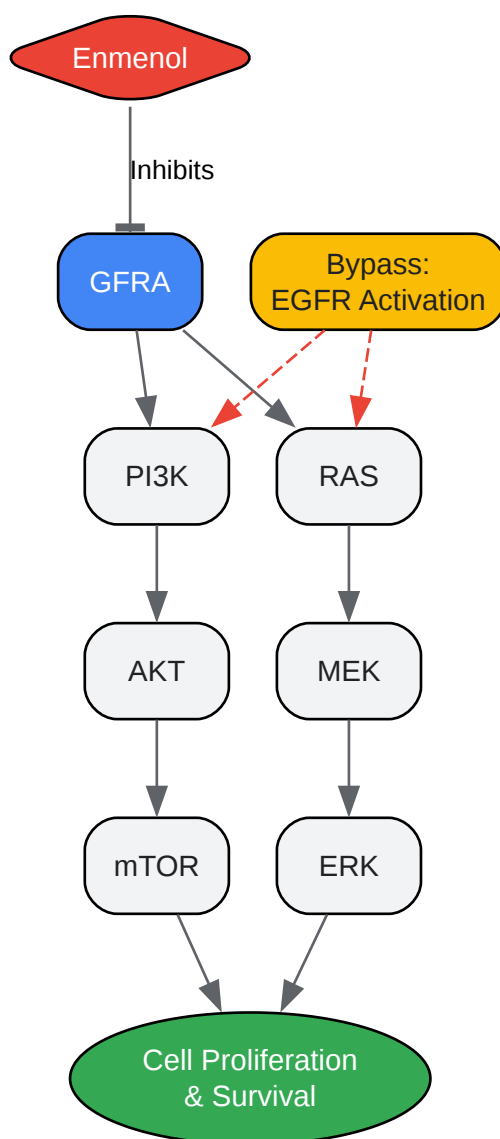 Enmenol
Inhibits
GFRA
Bypass:
EGFR Activation
PI3K
RAS
AKT
MEK
mTOR
ERK
Cell Proliferation
& Survival